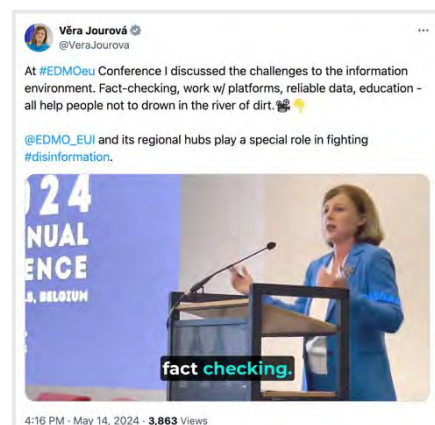 Věra Jourová
@VeraJourova
At #EDMOeu Conference I discussed the challenges to the information
environment. Fact-checking, work w/ platforms, reliable data, education -
all help people not to drown in the river of dirt.
@EDMO_EUI and its regional hubs play a special role in fighting
#disinformation.
024
NUAL
ENCE
S, BELGIUM
fact checking.
4:16 PM · May 14, 2024 · 3,863 Views